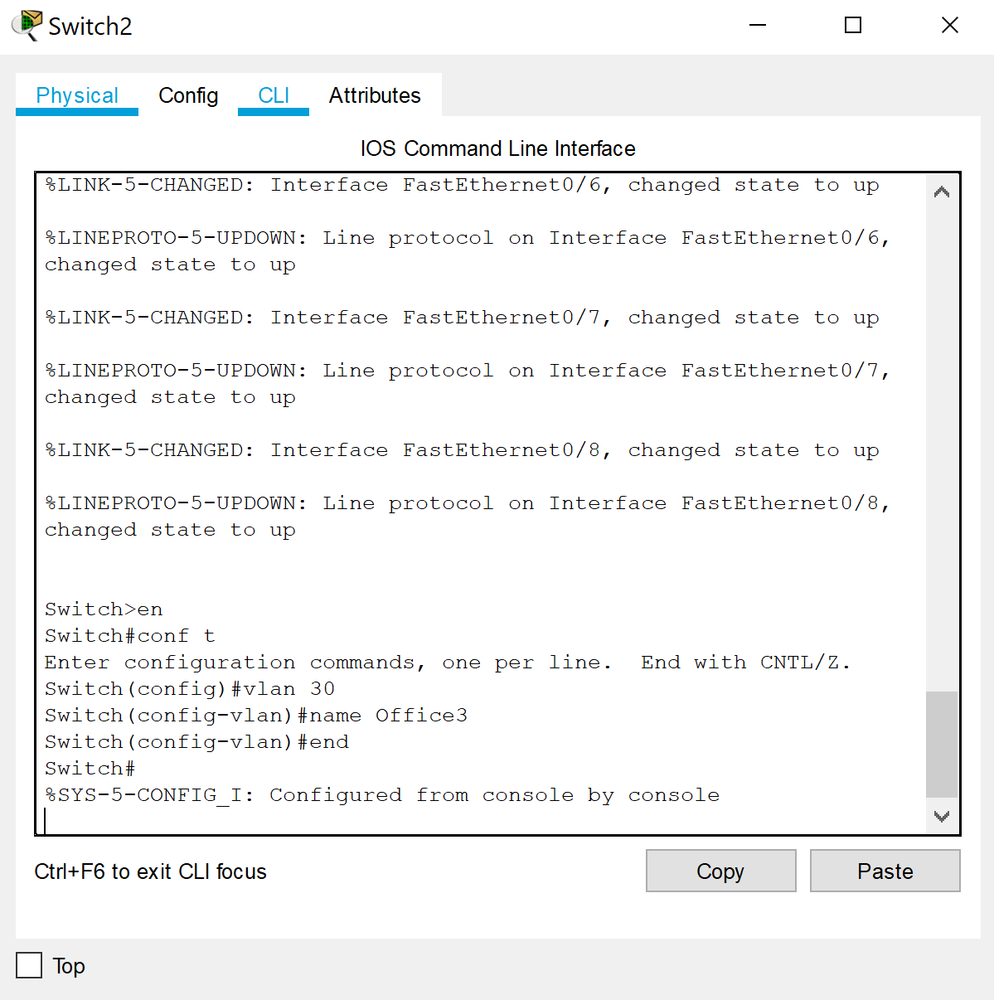 Switch2
Physical Config CLI Attributes
IOS Command Line Interface
%LINK-5-CHANGED: Interface FastEthernet0/6, changed state to up
%LINEPROTO-5-UPDOWN: Line protocol on Interface FastEthernet0/6,
changed state to up
%LINK-5-CHANGED: Interface FastEthernet0/7, changed state to up
%LINEPROTO-5-UPDOWN: Line protocol on Interface FastEthernet0/7,
changed state to up
%LINK-5-CHANGED: Interface FastEthernet0/8, changed state to up
%LINEPROTO-5-UPDOWN: Line protocol on Interface FastEthernet0/8,
changed state to up
Switch>en
Switch#conf t
Enter configuration commands, one per line.  End with CNTL/Z.
Switch(config)#vlan 30
Switch(config-vlan)#name Office3
Switch(config-vlan)#end
Switch#
%SYS-5-CONFIG_I: Configured from console by console
Ctrl+F6 to exit CLI focus
Copy Paste
Top